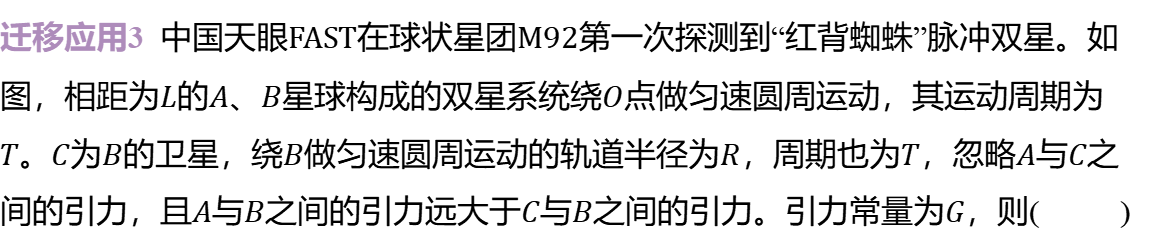 迁移应用3 中国天眼FAST在球状星团M92第一次探测到“红背蜘蛛”脉冲双星。如
图，相距为L的A、B星球构成的双星系统绕O点做匀速圆周运动，其运动周期为
T。C为B的卫星，绕B做匀速圆周运动的轨道半径为R，周期也为T，忽略A与C之
间的引力，且A与B之间的引力远大于C与B之间的引力。引力常量为G，则(　　)